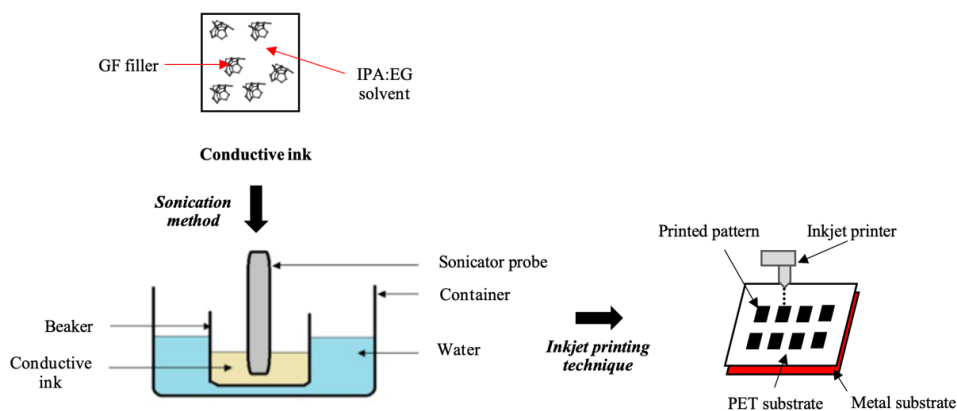 GF filler
IPA:EG
solvent
Conductive ink
Sonication
method
Sonicator probe
Container
Beaker
Conductive
ink
Water
Inkjet printing
technique
Printed pattern
Inkjet printer
PET substrate
Metal substrate